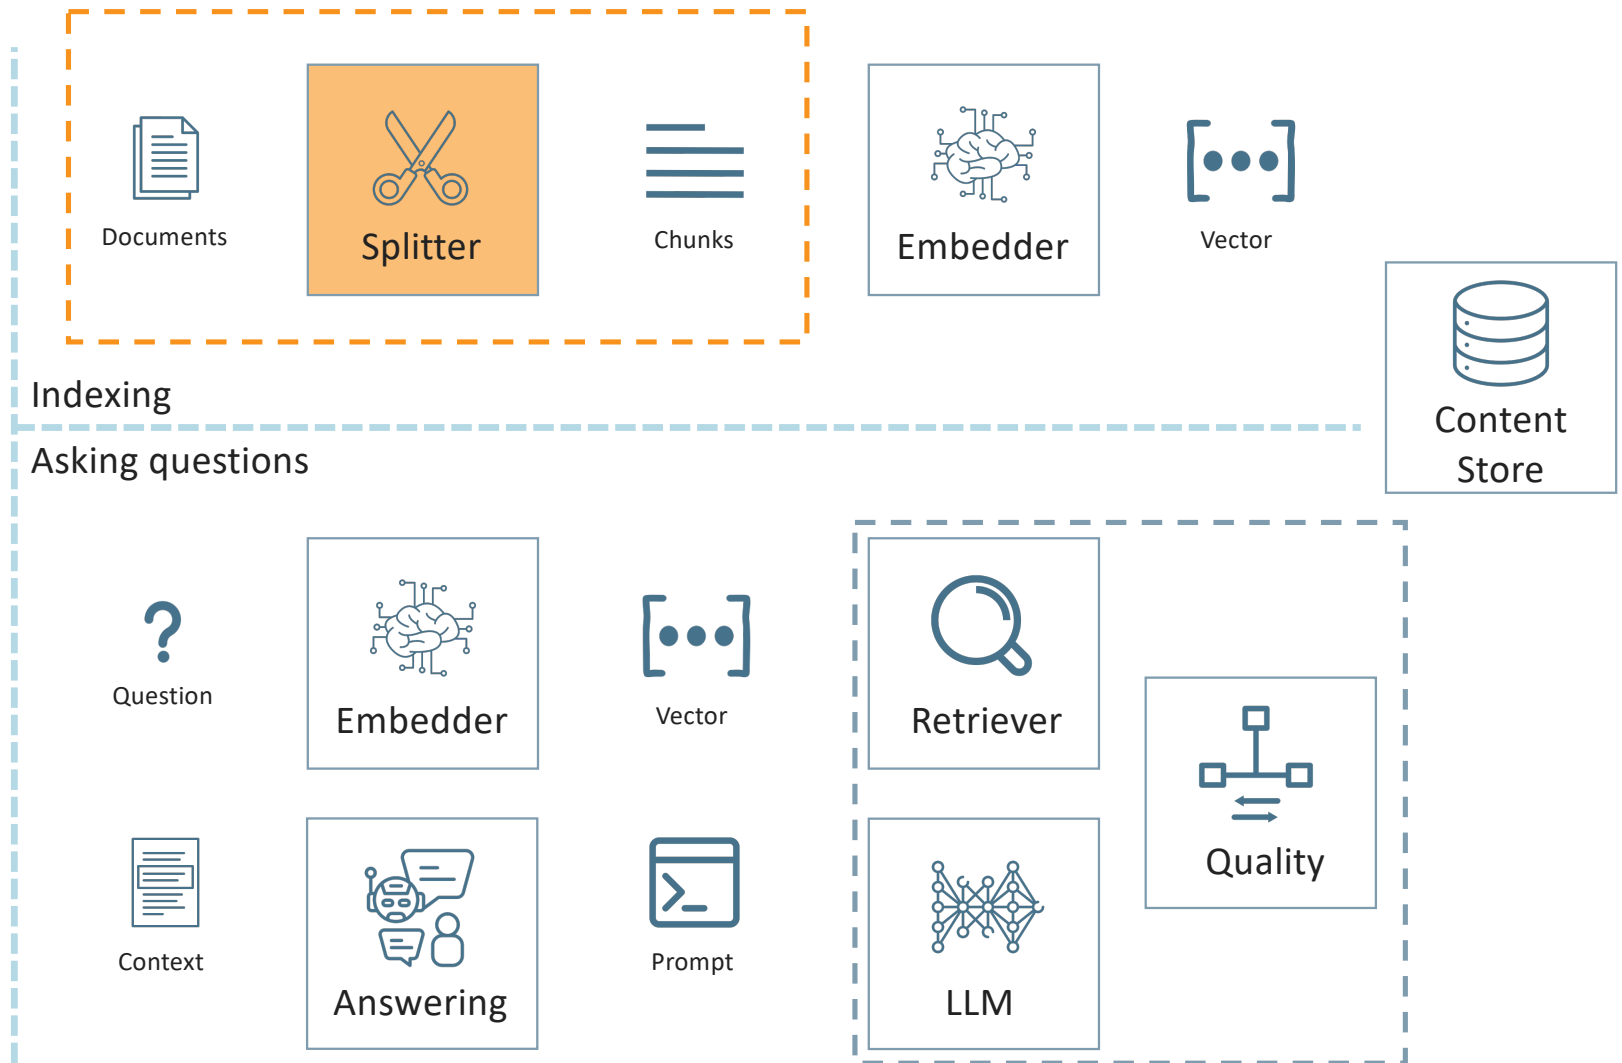 Documents
Splitter
Chunks
Embedder
Vector
Indexing
Content
Store
Asking questions
Question
Embedder
Vector
Retriever
Quality
Context
Answering
Prompt
LLM